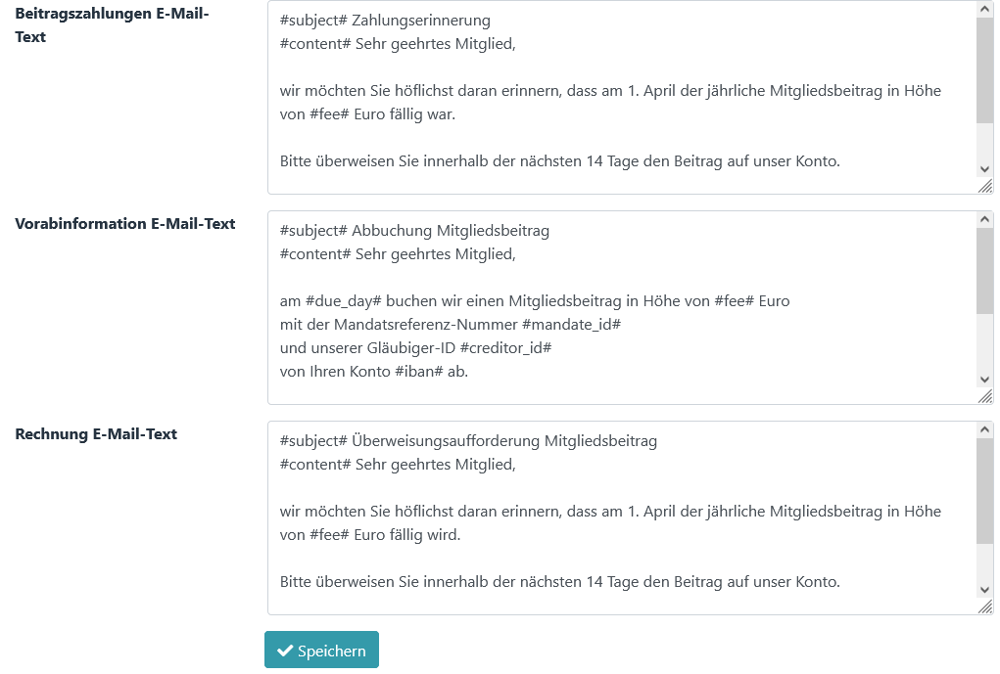 Beitragszahlungen E-Mail-
Text
#subject# Zahlungserinnerung
#content# Sehr geehrtes Mitglied,
wir möchten Sie höflichst daran erinnern, dass am 1. April der jährliche Mitgliedsbeitrag in Höhe
von #fee# Euro fällig war.
Bitte überweisen Sie innerhalb der nächsten 14 Tage den Beitrag auf unser Konto.
Vorabinformation E-Mail-Text
#subject# Abbuchung Mitgliedsbeitrag
#content# Sehr geehrtes Mitglied,
am #due_day# buchen wir einen Mitgliedsbeitrag in Höhe von #fee# Euro
mit der Mandatsreferenz-Nummer #mandate_id#
und unserer Gläubiger-ID #creditor_id#
von Ihren Konto #iban# ab.
Rechnung E-Mail-Text
#subject# Überweisungsaufforderung Mitgliedsbeitrag
#content# Sehr geehrtes Mitglied,
wir möchten Sie höflichst daran erinnern, dass am 1. April der jährliche Mitgliedsbeitrag in Höhe
von #fee# Euro fällig wird.
Bitte überweisen Sie innerhalb der nächsten 14 Tage den Beitrag auf unser Konto.
Speichern